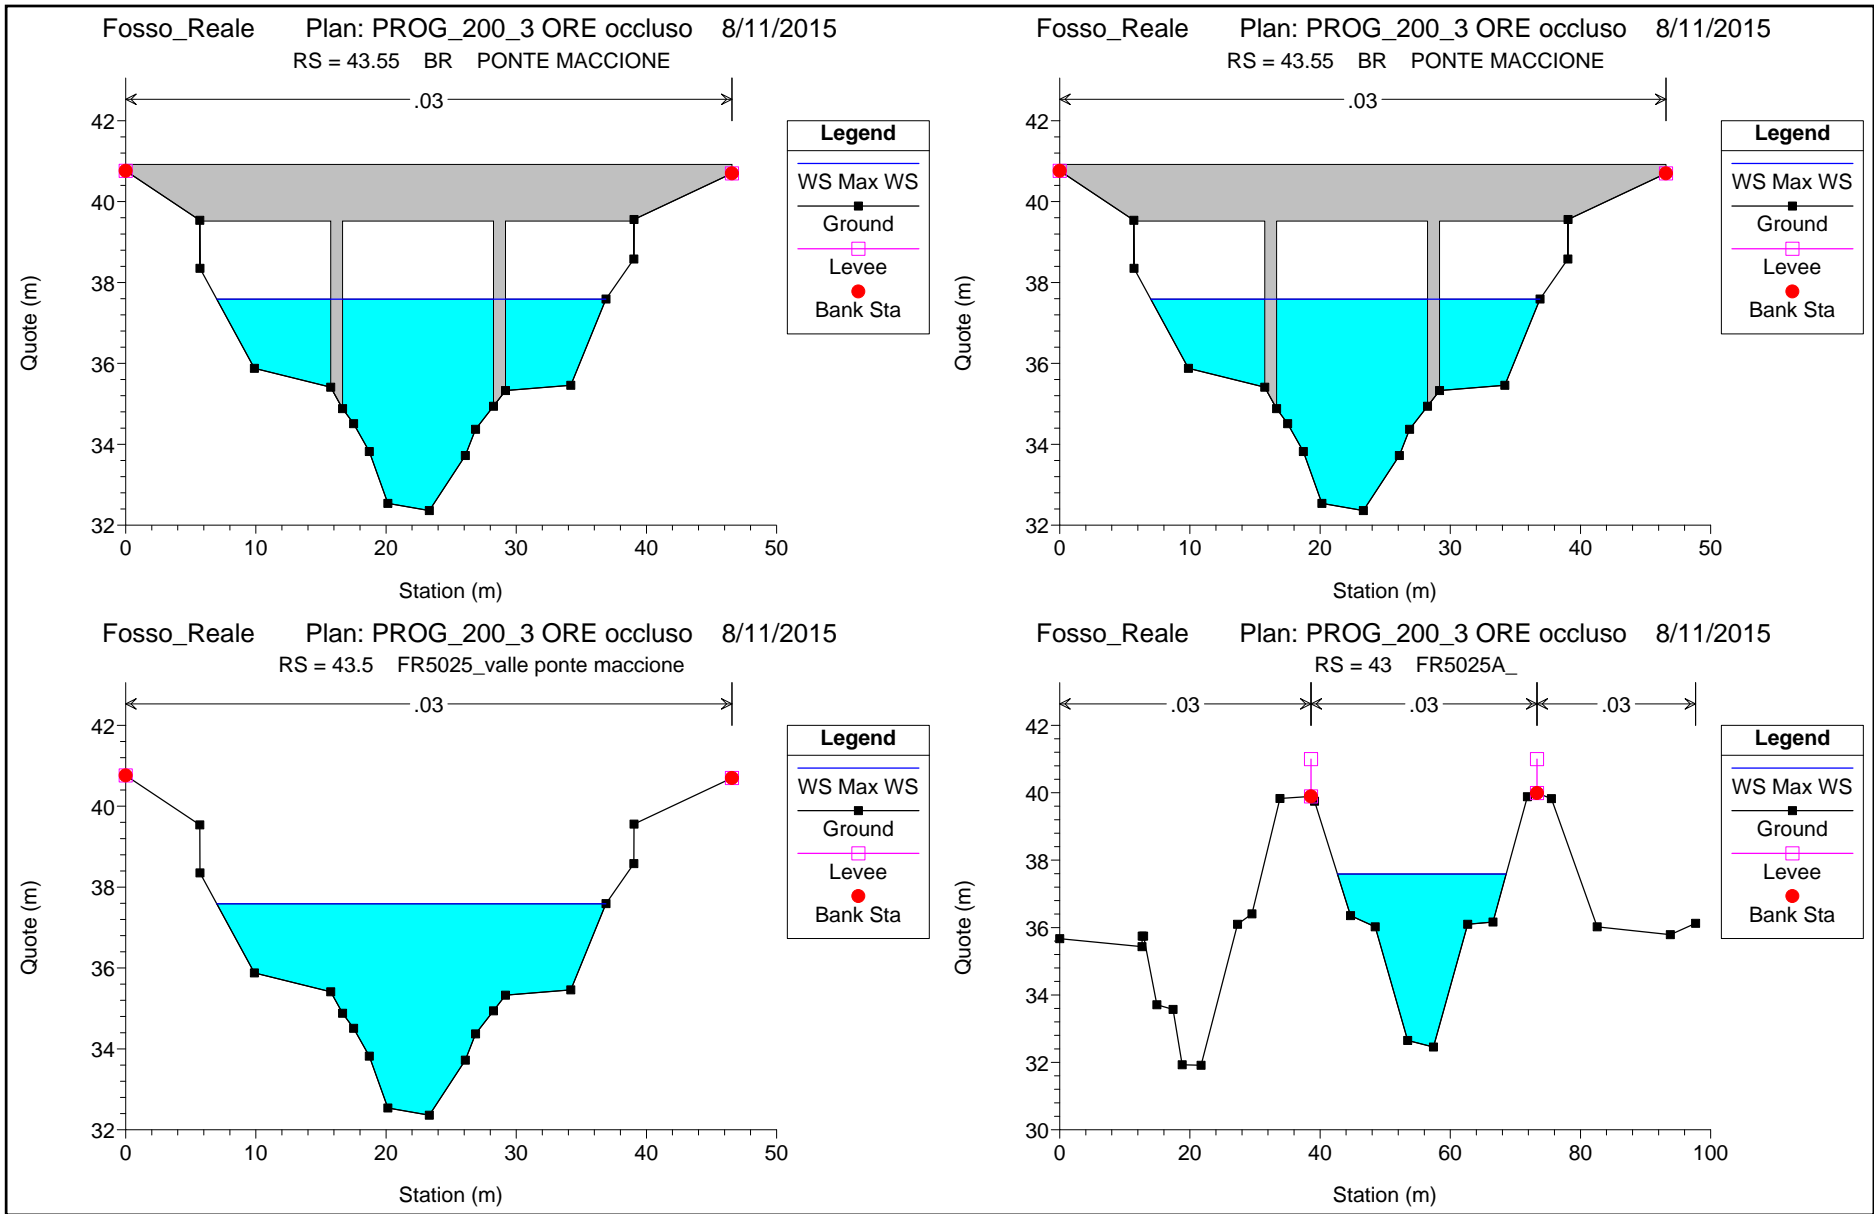 Fosso_Reale Plan: PROG_200_3 ORE occluso 8/11/2015
RS = 43.55 BR PONTE MACCIONE
.03
42
40
38
36
34
32
0 10 20 30 40 50
Quote (m)
Station (m)
Legend
WS Max WS
Ground
Levee
Bank Sta
Fosso_Reale Plan: PROG_200_3 ORE occluso 8/11/2015
RS = 43.55 BR PONTE MACCIONE
.03
42
40
38
36
34
32
0 10 20 30 40 50
Quote (m)
Station (m)
Legend
WS Max WS
Ground
Levee
Bank Sta
Fosso_Reale Plan: PROG_200_3 ORE occluso 8/11/2015
RS = 43.5 FR5025_valle ponte maccione
.03
42
40
38
36
34
32
0 10 20 30 40 50
Quote (m)
Station (m)
Legend
WS Max WS
Ground
Levee
Bank Sta
Fosso_Reale Plan: PROG_200_3 ORE occluso 8/11/2015
RS = 43 FR5025A_
.03 .03 .03
42
40
38
36
34
32
30
0 20 40 60 80 100
Quote (m)
Station (m)
Legend
WS Max WS
Ground
Levee
Bank Sta